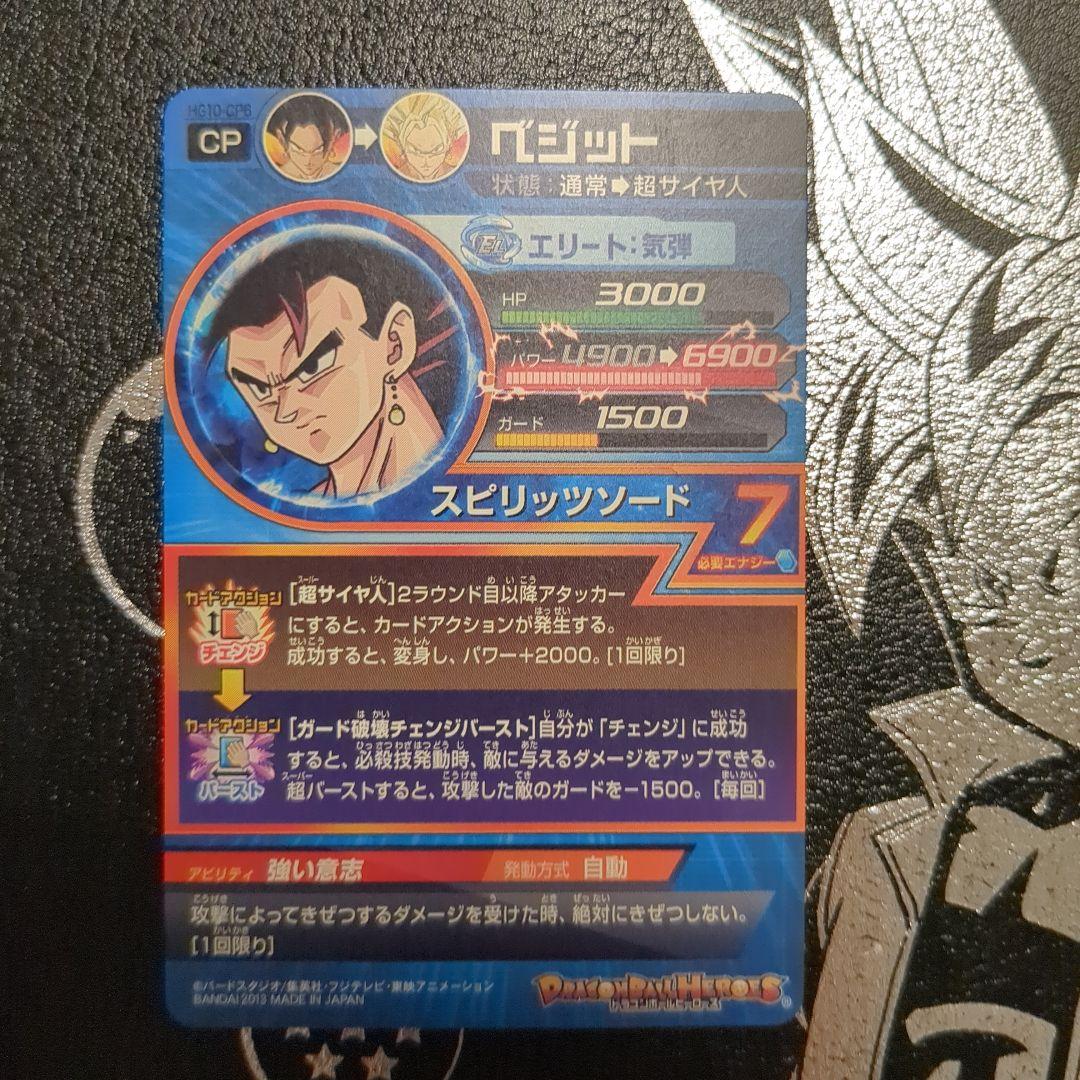 HG10-CP6
CP
ベジット
状態：通常➡超サイヤ人
EL エリート：気弾
HP 3000
パワー 4900➡6900
ガード 1500
スピリッツソード
7
必要エナジー
カードアクション
チェンジ
[超サイヤ人]2ラウンド目以降アタッカー
にすると、カードアクションが発生する。
成功すると、変身し、パワー+2000。[1回限り]
カードアクション
バースト
[ガード破壊チェンジバースト]自分が「チェンジ」に成功
すると、必殺技発動時、敵に与えるダメージをアップできる。
超バーストすると、攻撃した敵のガードを-1500。[毎回]
アビリティ 強い意志 発動方式 自動
攻撃によってきぜつするダメージを受けた時、絶対にきぜつしない。
[1回限り]
©バードスタジオ/集英社・フジテレビ・東映アニメーション
BANDAI 2013 MADE IN JAPAN
DRAGONBALL HEROES
ドラゴンボールヒーローズ